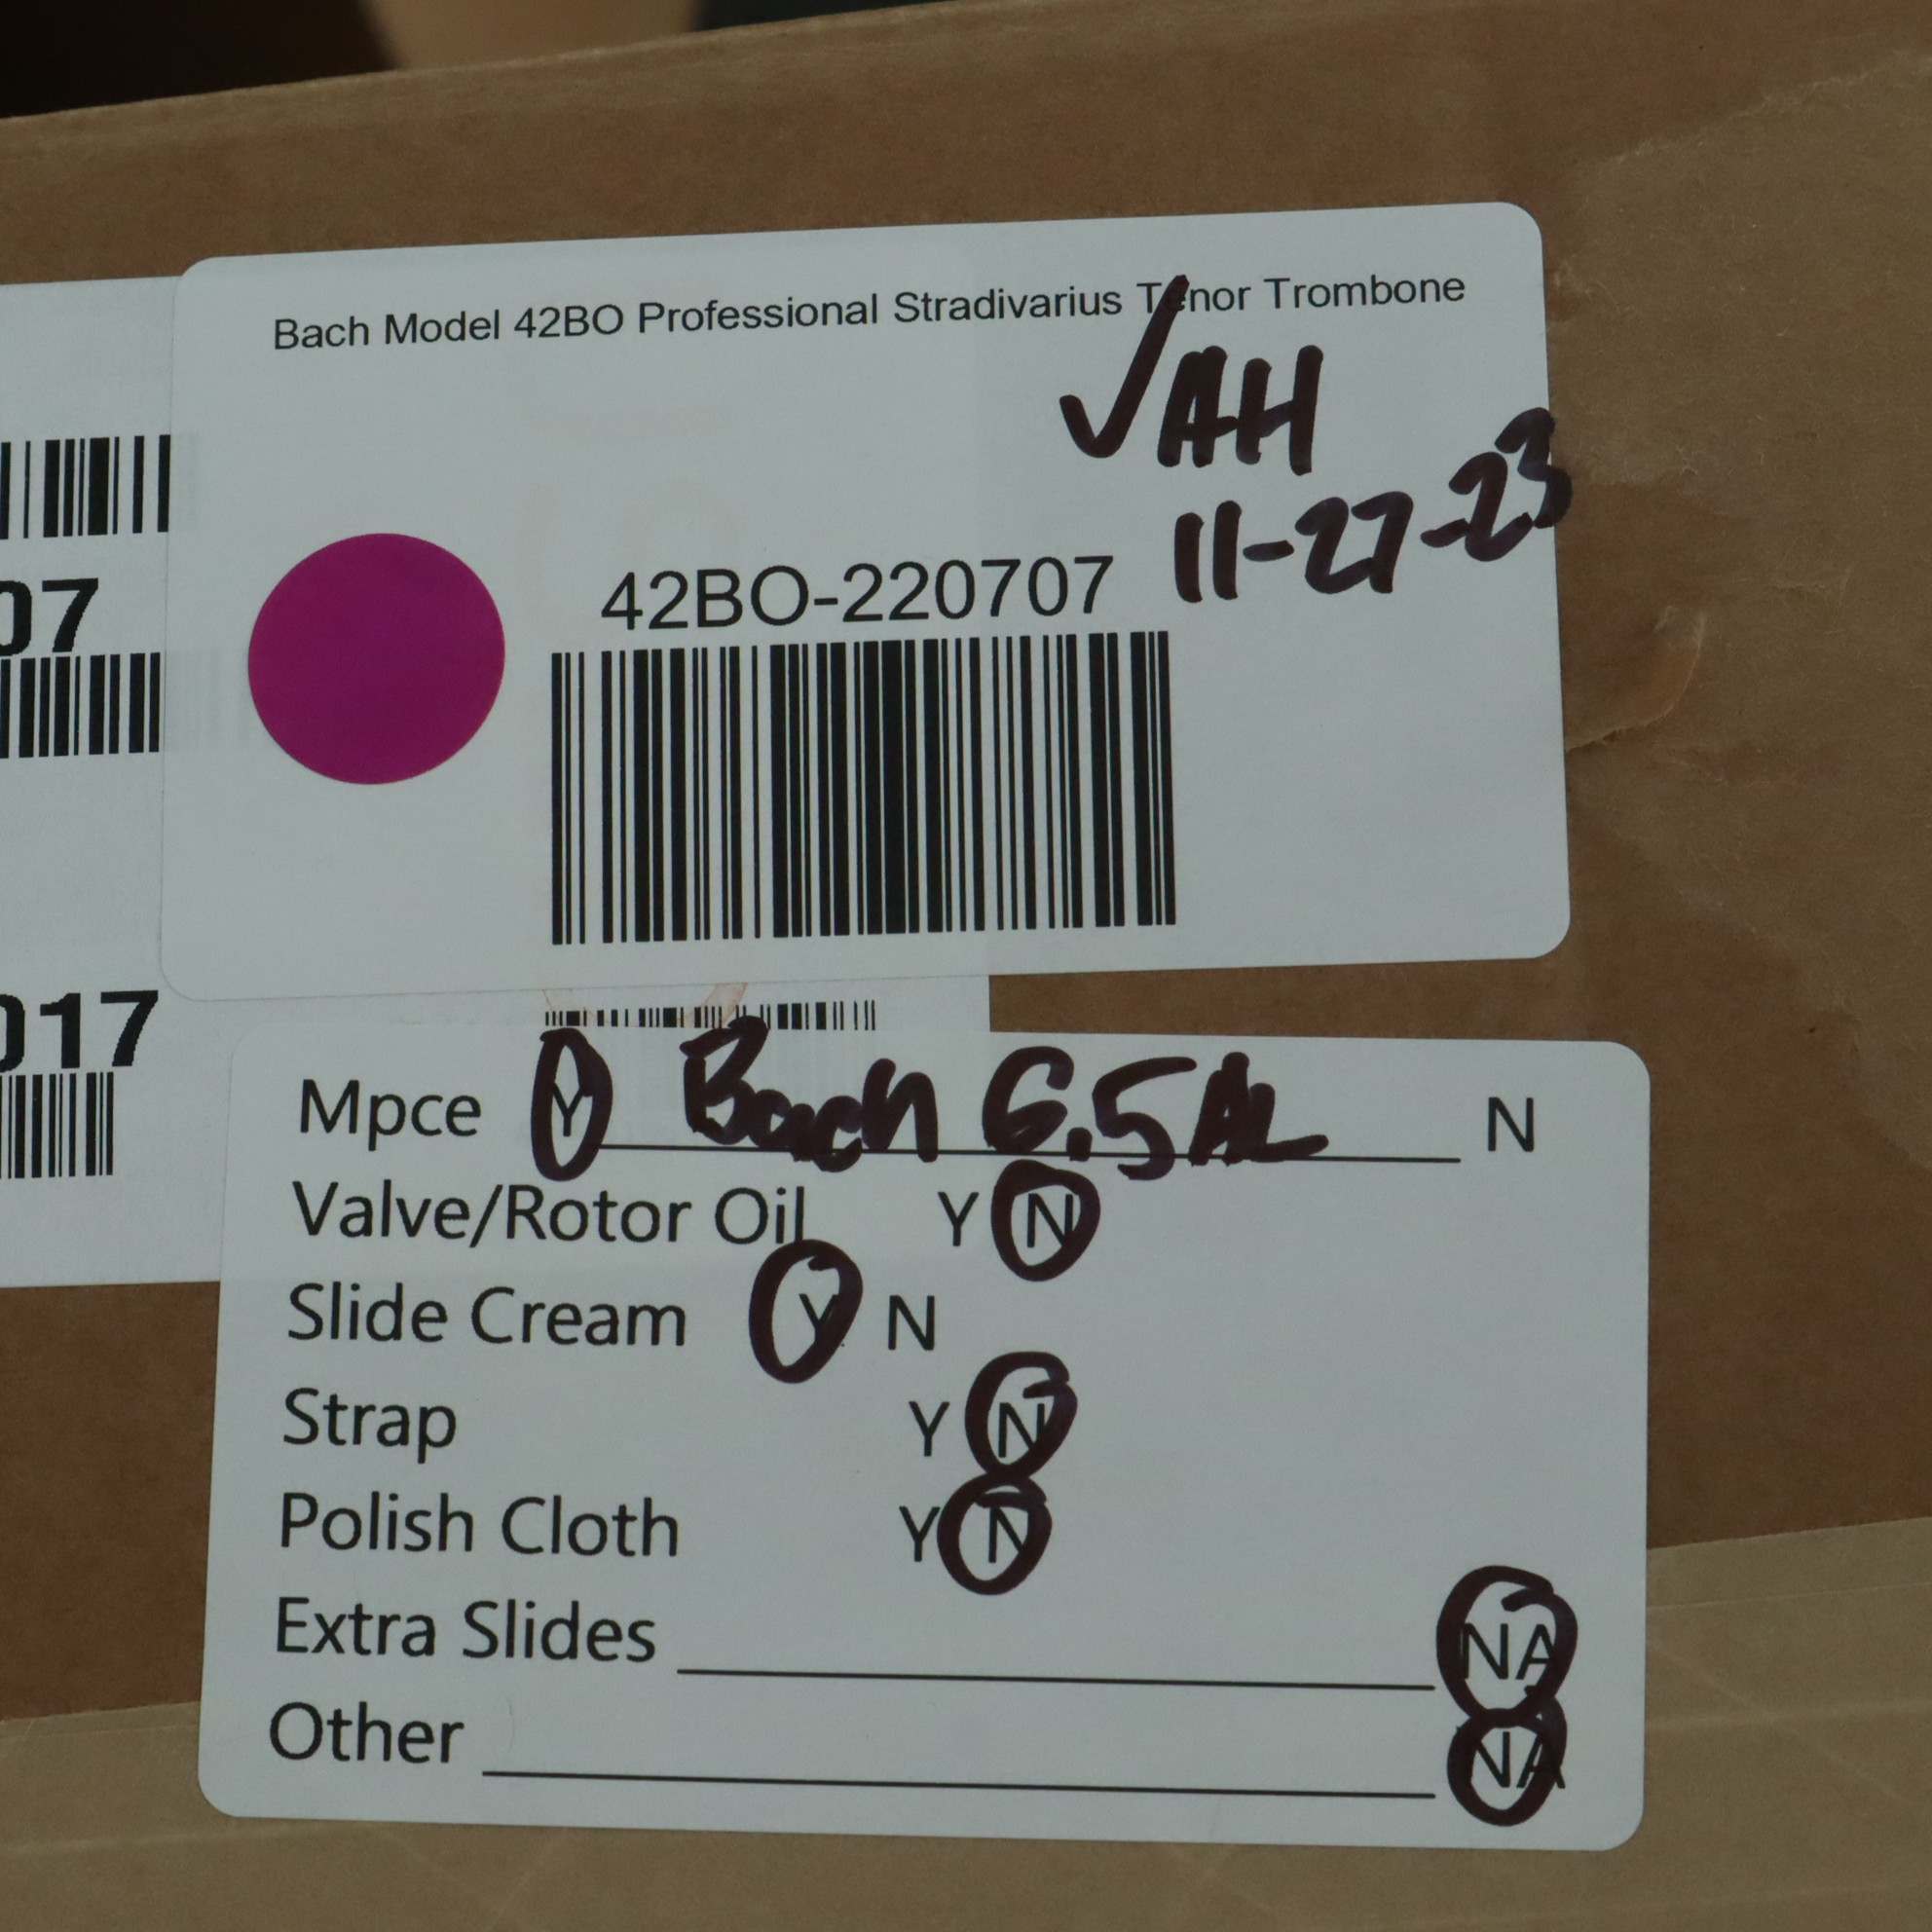 Bach Model 42BO Professional Stradivarius Tenor Trombone
√AH
11-27-23
42BO-220707
07
017
Mpce Y Bach 6.5AL N
Valve/Rotor Oil Y N
Slide Cream Y N
Strap Y N
Polish Cloth Y N
Extra Slides NA
Other NA